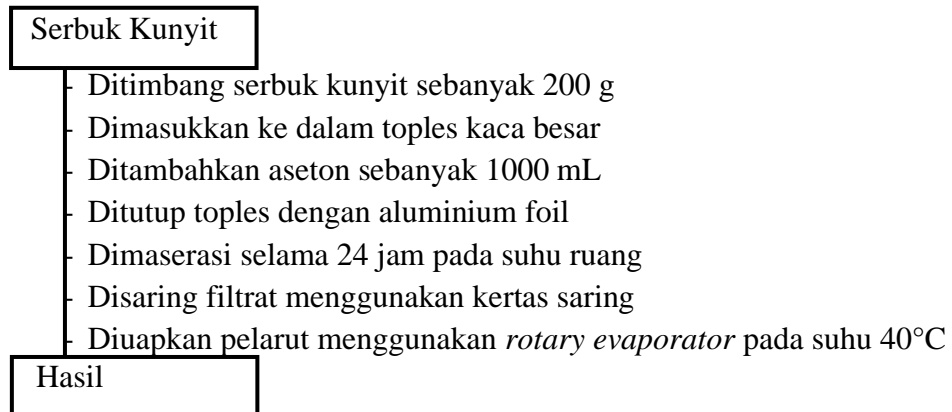 Serbuk Kunyit
- Ditimbang serbuk kunyit sebanyak 200 g
- Dimasukkan ke dalam toples kaca besar
- Ditambahkan aseton sebanyak 1000 mL
- Ditutup toples dengan aluminium foil
- Dimaserasi selama 24 jam pada suhu ruang
- Disaring filtrat menggunakan kertas saring
- Diuapkan pelarut menggunakan rotary evaporator pada suhu 40°C
Hasil